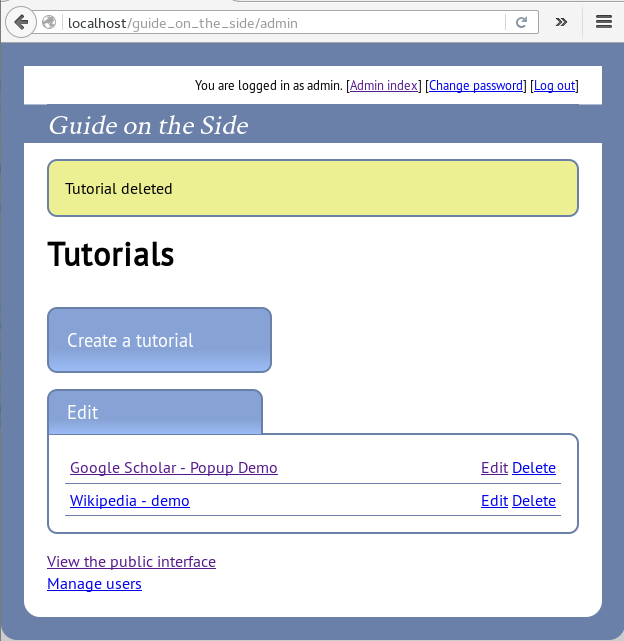 localhost/guide_on_the_side/admin
You are logged in as admin. [Admin index] [Change password] [Log out]
Guide on the Side
Tutorial deleted
Tutorials
Create a tutorial
Edit
Google Scholar - Popup Demo Edit Delete
Wikipedia - demo Edit Delete
View the public interface
Manage users